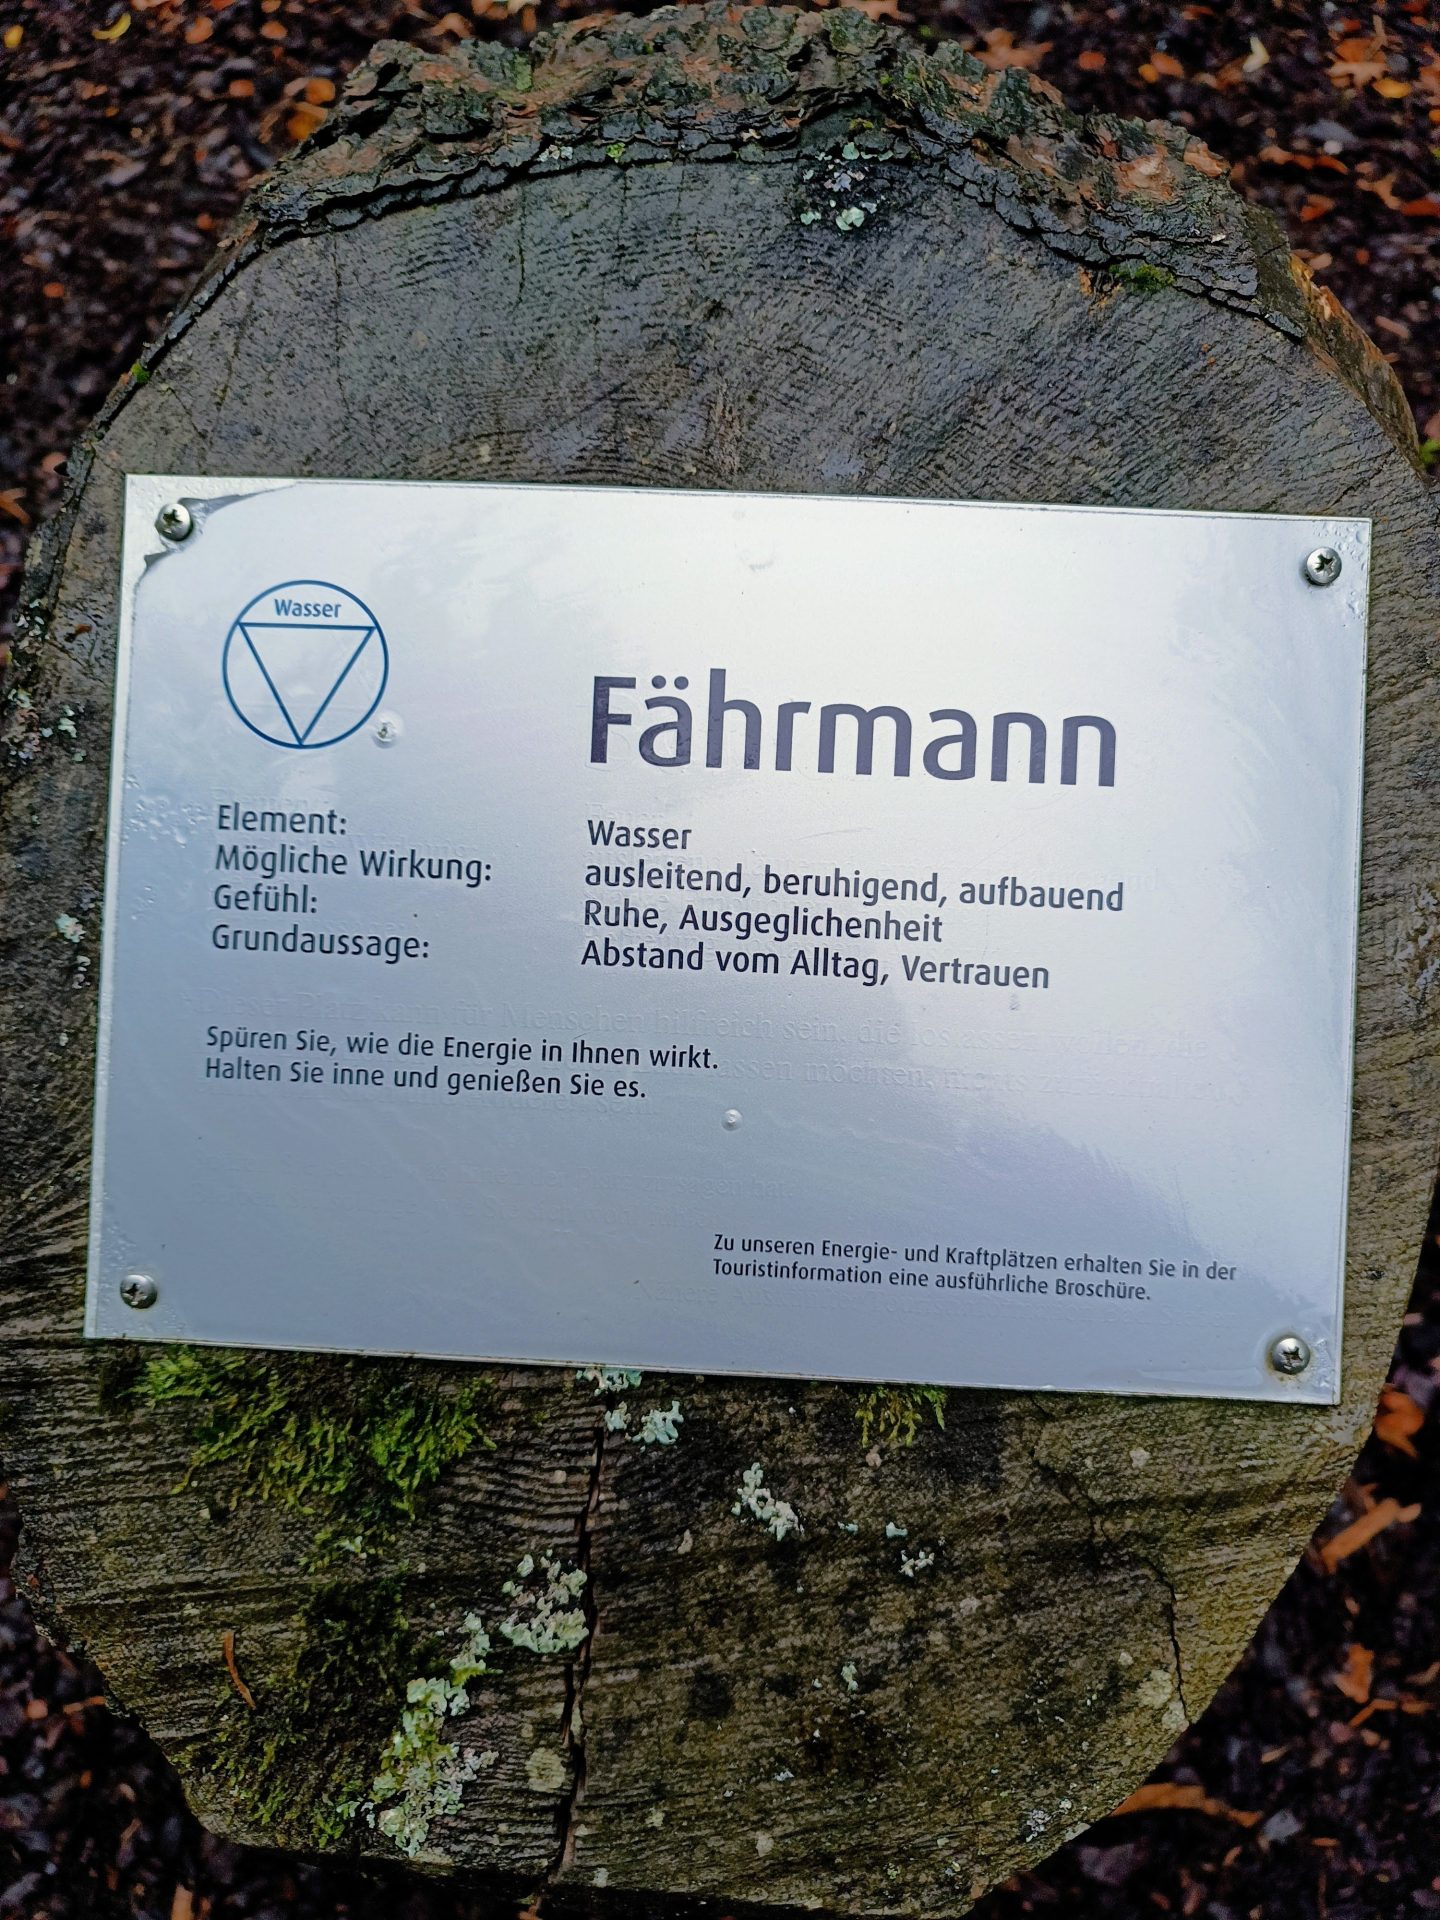 Wasser
Fährmann
Element: Wasser
Mögliche Wirkung: ausleitend, beruhigend, aufbauend
Gefühl: Ruhe, Ausgeglichenheit
Grundaussage: Abstand vom Alltag, Vertrauen
Spüren Sie, wie die Energie in Ihnen wirkt.
Halten Sie inne und genießen Sie es.
Zu unseren Energie- und Kraftplätzen erhalten Sie in der
Touristinformation eine ausführliche Broschüre.